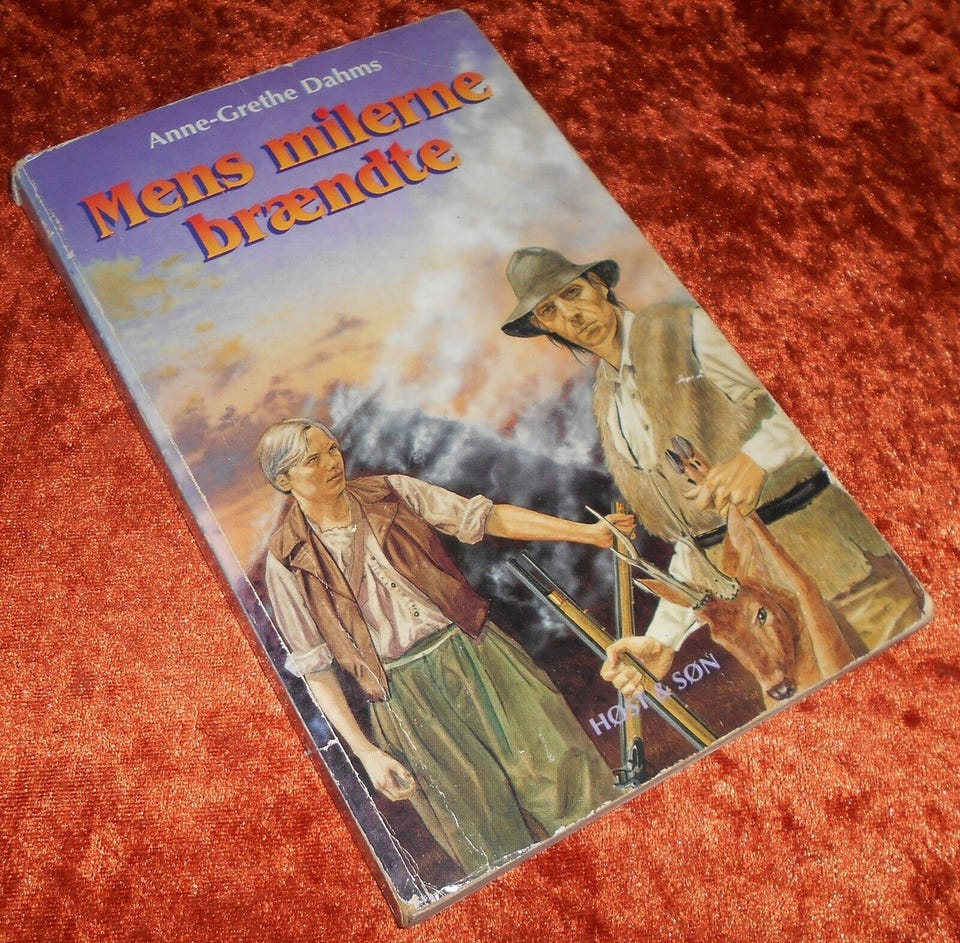 Anne-Grethe Dahms
Mens milerne
brændte
HØST & SØN